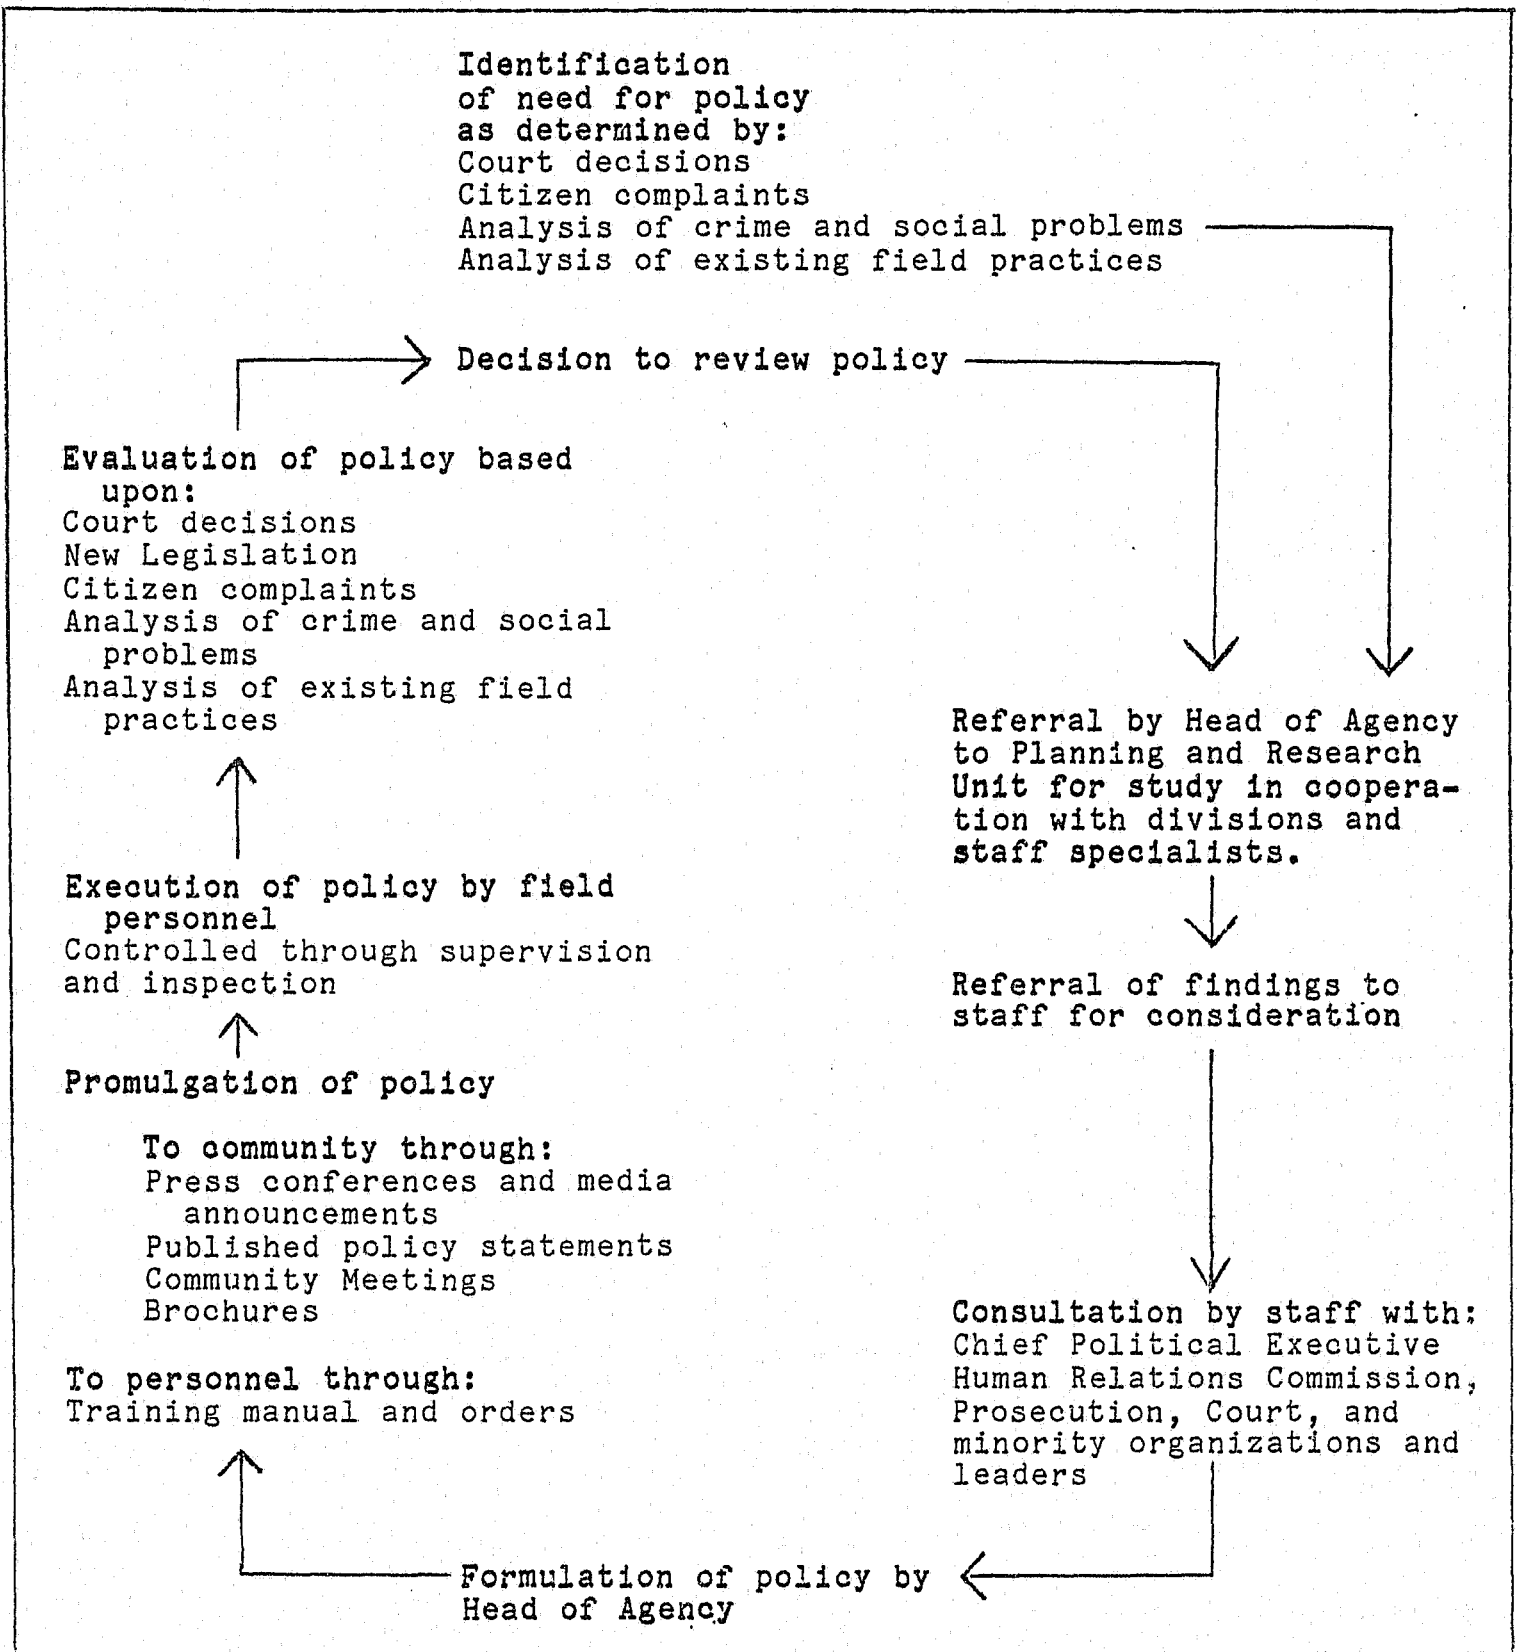 Identification
of need for policy
as determined by:
Court decisions
Citizen complaints
Analysis of crime and social problems
Analysis of existing field practices
Decision to review policy
Evaluation of policy based
upon:
Court decisions
New Legislation
Citizen complaints
Analysis of crime and social
problems
Analysis of existing field
practices
Referral by Head of Agency
to Planning and Research
Unit for study in coopera-
tion with divisions and
staff specialists.
Execution of policy by field
personnel
Controlled through supervision
and inspection
Referral of findings to
staff for consideration
Promulgation of policy
To community through:
Press conferences and media
announcements
Published policy statements
Community Meetings
Brochures
To personnel through:
Training manual and orders
Consultation by staff with:
Chief Political Executive
Human Relations Commission,
Prosecution, Court, and
minority organizations and
leaders
Formulation of policy by
Head of Agency